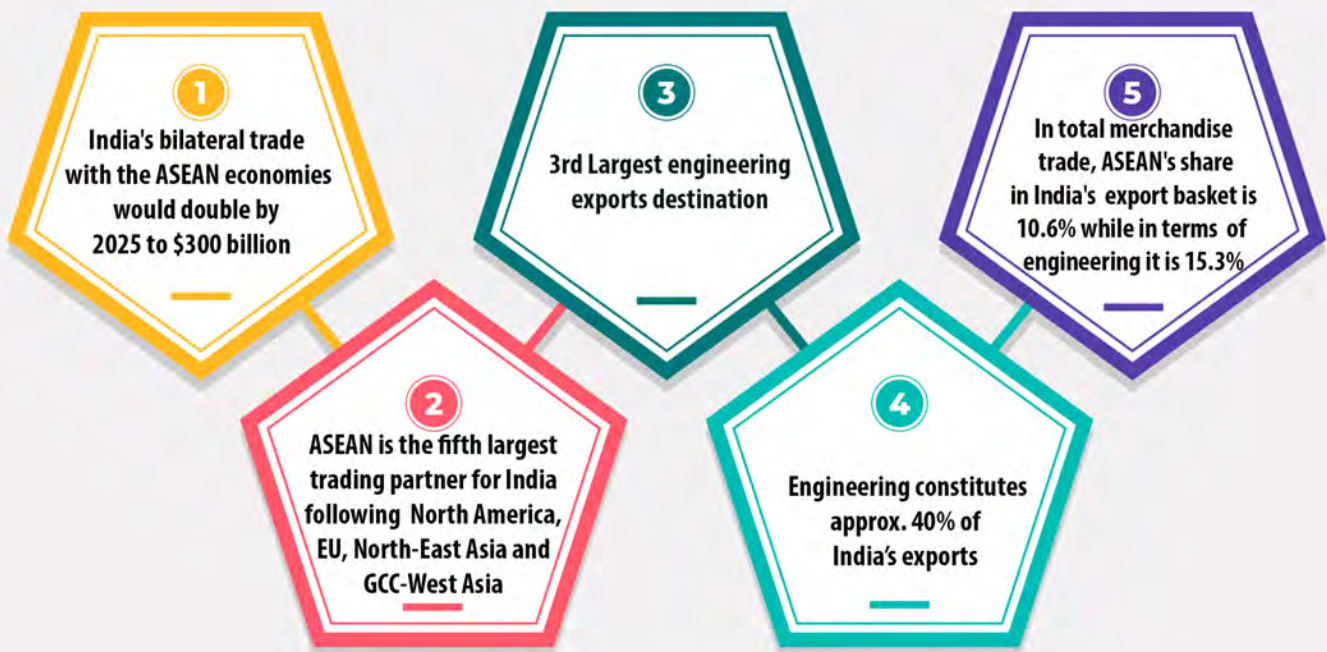 1
India's bilateral trade
with the ASEAN economies
would double by
2025 to $300 billion
2
ASEAN is the fifth largest
trading partner for India
following North America,
EU, North-East Asia and
GCC-West Asia
3
3rd Largest engineering
exports destination
4
Engineering constitutes
approx. 40% of
India’s exports
5
In total merchandise
trade, ASEAN's share
in India's export basket is
10.6% while in terms of
engineering it is 15.3%